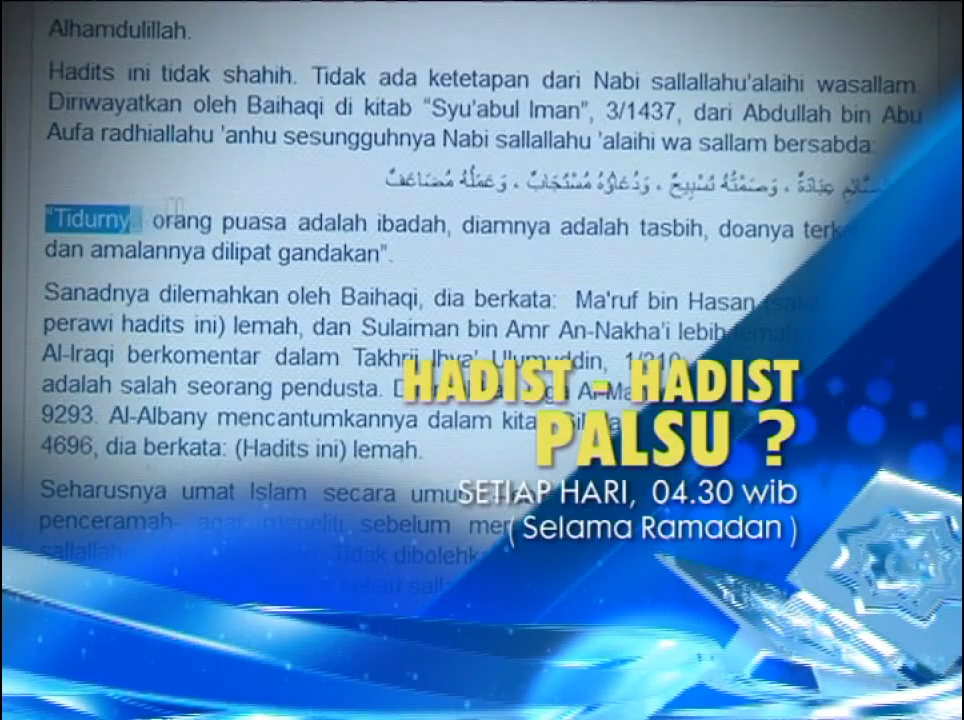 Alhamdulillah.
Hadits ini tidak shahih. Tidak ada ketetapan dari Nabi sallallahu'alaihi wasallam.
Diriwayatkan oleh Baihaqi di kitab “Syu'abul Iman”, 3/1437, dari Abdullah bin Abu
Aufa radhiallahu 'anhu sesungguhnya Nabi sallallahu 'alaihi wa sallam bersabda:
عِبَادَةٌ ، وَصَمْتُهُ تَسْبِيحٌ ، وَدُعَاؤُهُ مُسْتَجَابٌ ، وَعَمَلُهُ مُضَاعَفٌ
“Tidurnya orang puasa adalah ibadah, diamnya adalah tasbih, doanya
dan amalannya dilipat gandakan”.
Sanadnya dilemahkan oleh Baihaqi, dia berkata: Ma'ruf bin Hasan
perawi hadits ini) lemah, dan Sulaiman bin Amr An-Nakha'i lebih lemah
Al-Iraqi berkomentar dalam Takhrij Ihya' Ulumuddin,
adalah salah seorang pendusta.
9293. Al-Albany mencantumkannya dalam
4696, dia berkata: (Hadits ini) lemah.
Seharusnya umat Islam secara
penceramah- agar meneliti sebelum
HADIST - HADIST
PALSU ?
SETIAP HARI, 04.30 wib
( Selama Ramadan )